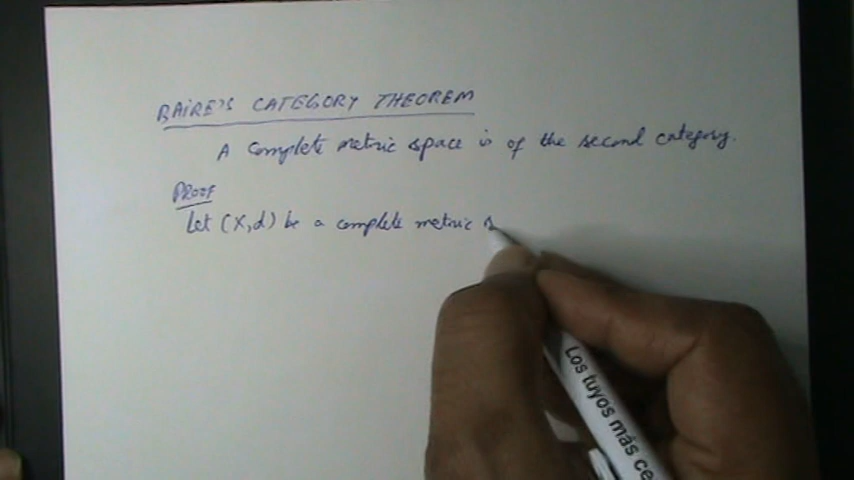 BAIRE'S CATEGORY THEOREM
A complete metric space is of the second category.
PROOF
Let (X,d) be a complete metric s
Los tuyos más ce